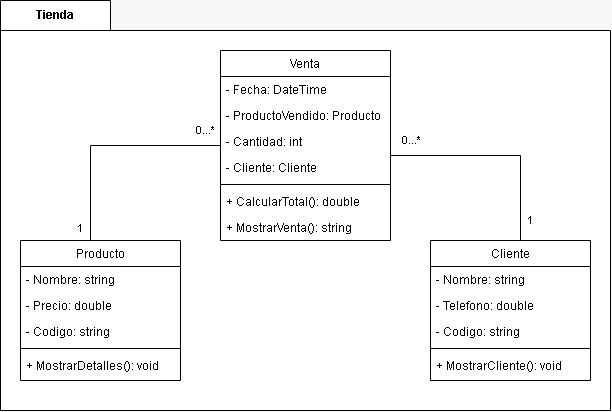 Tienda
Venta
- Fecha: DateTime
- ProductoVendido: Producto
- Cantidad: int
- Cliente: Cliente
+ CalcularTotal(): double
+ MostrarVenta(): string
0...*
0...*
1
1
Producto
- Nombre: string
- Precio: double
- Codigo: string
+ MostrarDetalles(): void
Cliente
- Nombre: string
- Telefono: double
- Codigo: string
+ MostrarCliente(): void